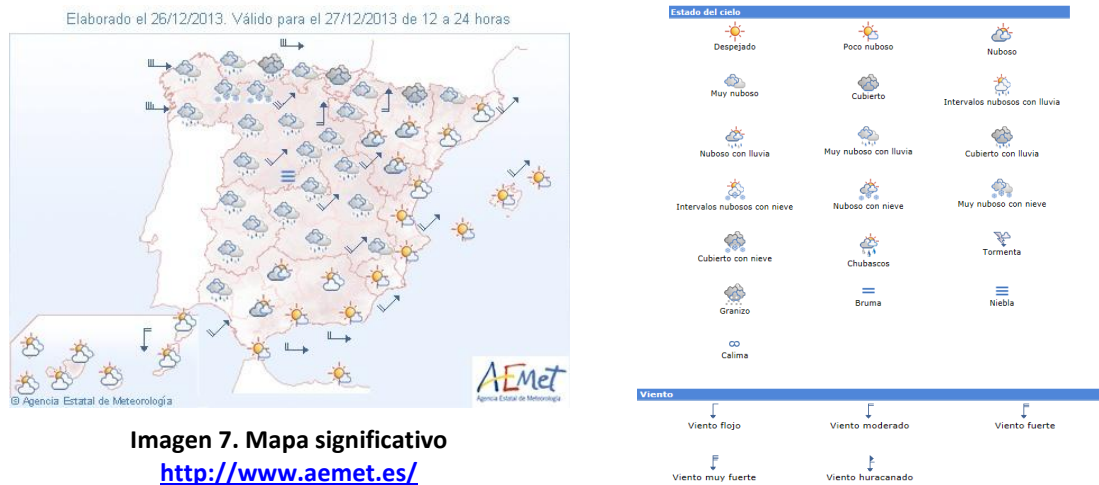 Elaborado el 26/12/2013. Válido para el 27/12/2013 de 12 a 24 horas
© Agencia Estatal de Meteorología
AEMet
Agencia Estatal de Meteorología
Imagen 7. Mapa significativo
http://www.aemet.es/
Estado del cielo
Despejado
Poco nuboso
Nuboso
Muy nuboso
Cubierto
Intervalos nubosos con lluvia
Nuboso con lluvia
Muy nuboso con lluvia
Cubierto con lluvia
Intervalos nubosos con nieve
Nuboso con nieve
Muy nuboso con nieve
Cubierto con nieve
Chubascos
Tormenta
Granizo
Bruma
Niebla
Calima
Viento
Viento flojo
Viento moderado
Viento fuerte
Viento muy fuerte
Viento huracanado